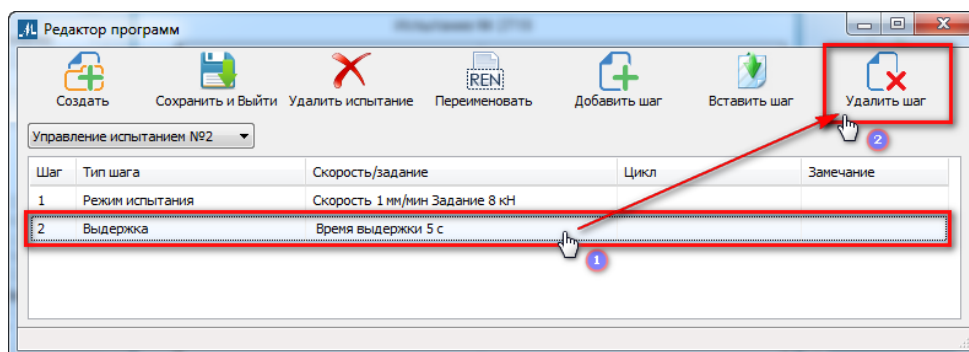 Редактор программ
REN
Создать Сохранить и Выйти Удалить испытание Переименовать Добавить шаг Вставить шаг Удалить шаг
2
Управление испытанием №2
Шаг Тип шага Скорость/задание Цикл Замечание
1 Режим испытания Скорость 1 мм/мин Задание 8 кН
2 Выдержка Время выдержки 5 с
1